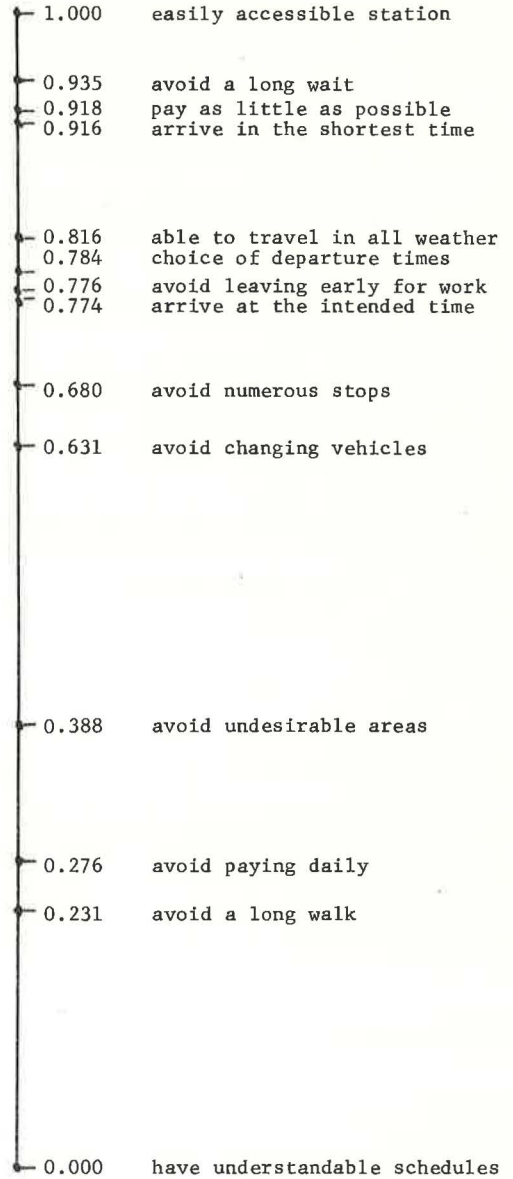 1.000 easily accessible station
0.935 avoid a long wait
0.918 pay as little as possible
0.916 arrive in the shortest time
0.816 able to travel in all weather
0.784 choice of departure times
0.776 avoid leaving early for work
0.774 arrive at the intended time
0.680 avoid numerous stops
0.631 avoid changing vehicles
0.388 avoid undesirable areas
0.276 avoid paying daily
0.231 avoid a long walk
0.000 have understandable schedules